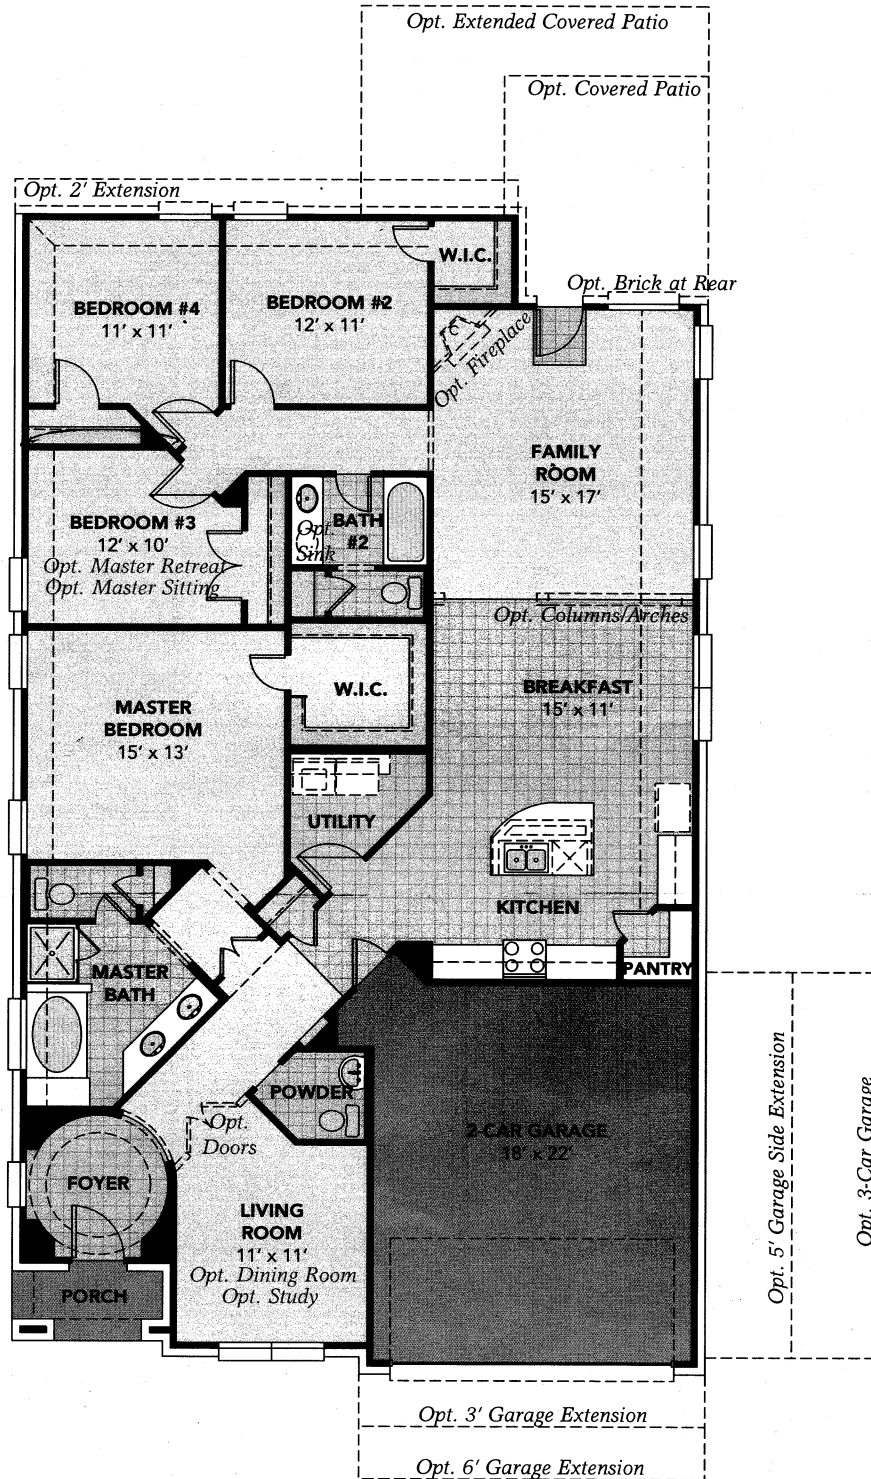 Opt. Extended Covered Patio
Opt. Covered Patio
Opt. 2' Extension
W.I.C.
Opt. Brick at Rear
BEDROOM #4
11' x 11'
BEDROOM #2
12' x 11'
Opt. Fireplace
FAMILY
ROOM
15' x 17'
BEDROOM #3
12' x 10'
Opt. Master Retreat
Opt. Master Sitting
Opt.
Sink
BATH
#2
Opt. Columns/Arches
MASTER
BEDROOM
15' x 13'
W.I.C.
BREAKFAST
15' x 11'
UTILITY
KITCHEN
PANTRY
MASTER
BATH
POWDER
Opt.
Doors
2-CAR GARAGE
18' x 22'
Opt. 5' Garage Side Extension
Opt. 3-Car Garage
FOYER
LIVING
ROOM
11' x 11'
Opt. Dining Room
Opt. Study
PORCH
Opt. 3' Garage Extension
Opt. 6' Garage Extension